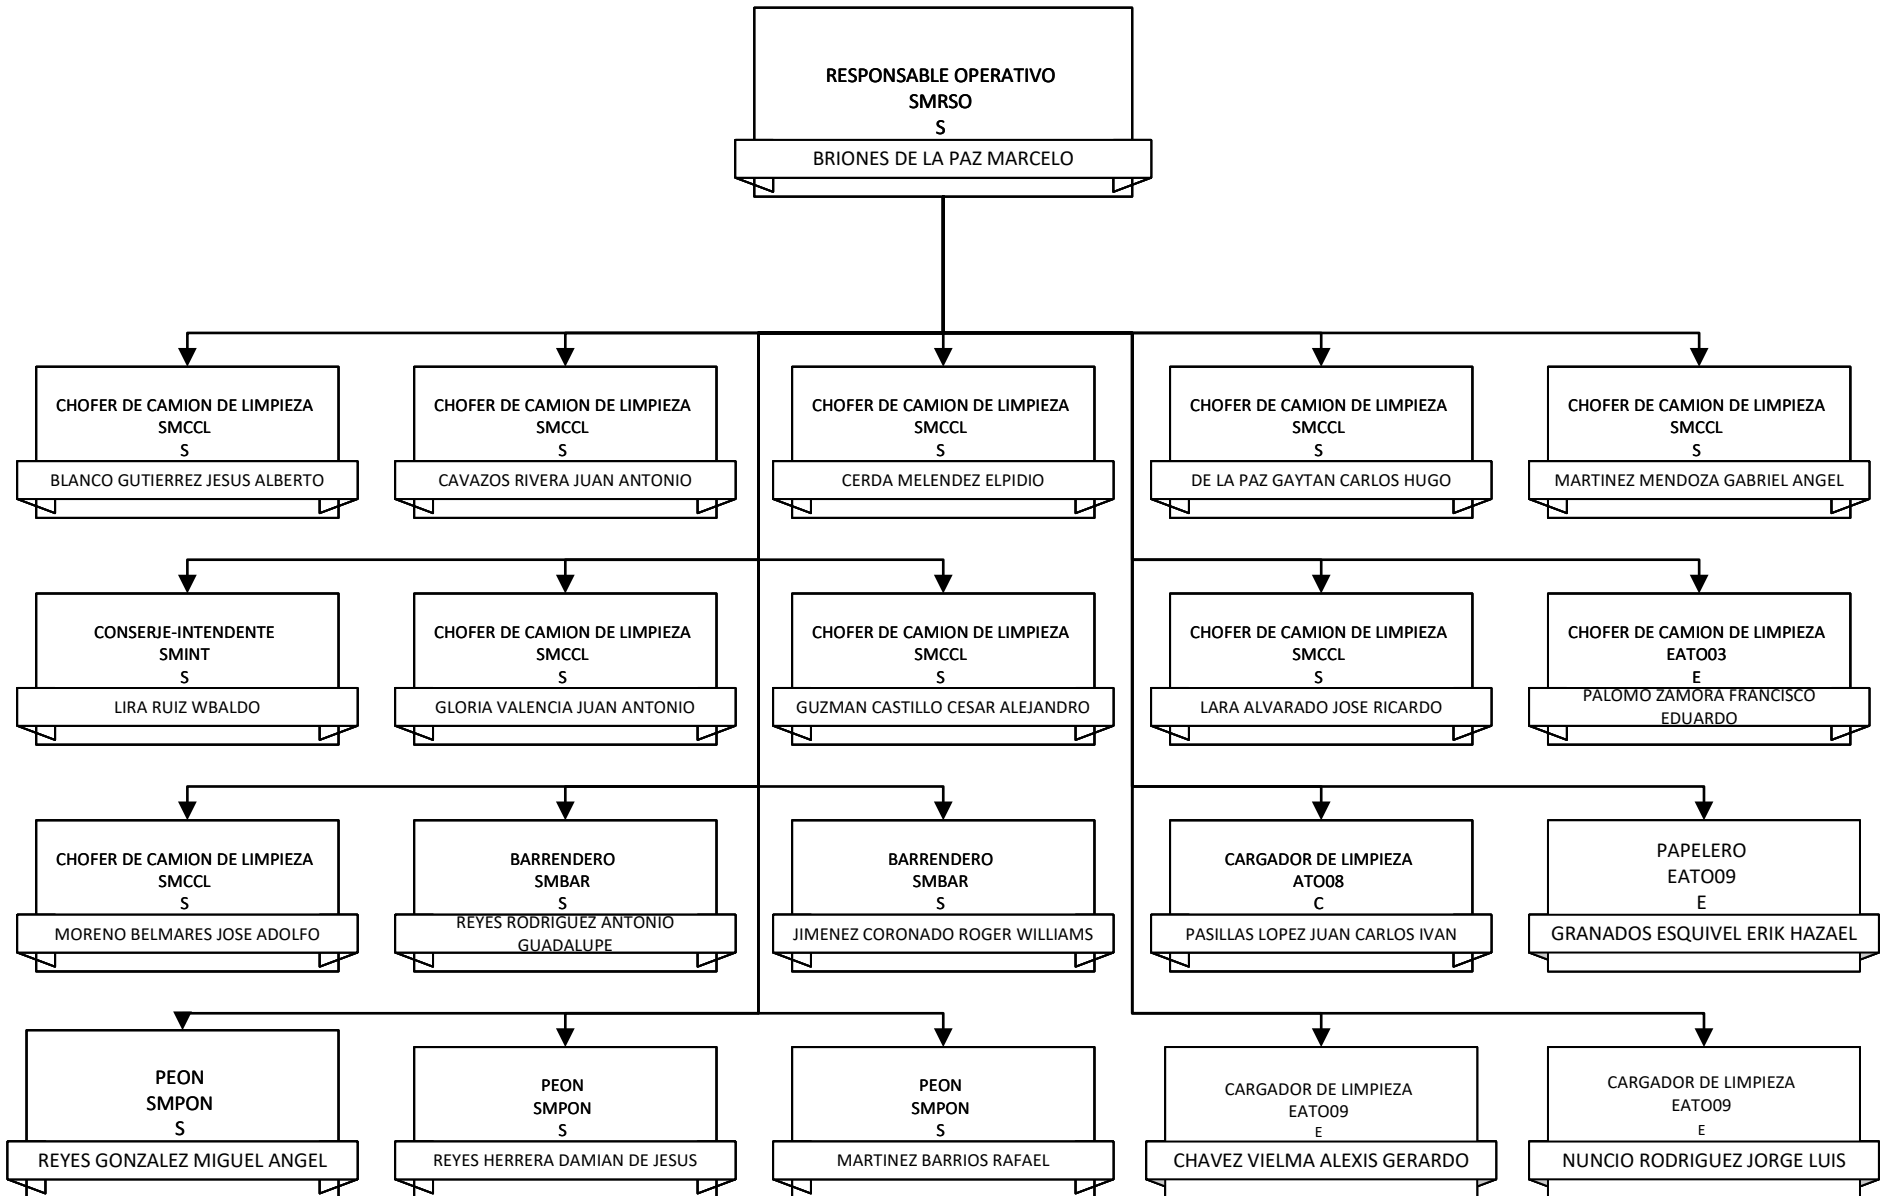 RESPONSABLE OPERATIVO
SMRSO
S
BRIONES DE LA PAZ MARCELO
CHOFER DE CAMION DE LIMPIEZA
SMCCL
S
BLANCO GUTIERREZ JESUS ALBERTO
CHOFER DE CAMION DE LIMPIEZA
SMCCL
S
CAVAZOS RIVERA JUAN ANTONIO
CHOFER DE CAMION DE LIMPIEZA
SMCCL
S
CERDA MELENDEZ ELPIDIO
CHOFER DE CAMION DE LIMPIEZA
SMCCL
S
DE LA PAZ GAYTAN CARLOS HUGO
CHOFER DE CAMION DE LIMPIEZA
SMCCL
S
MARTINEZ MENDOZA GABRIEL ANGEL
CONSERJE-INTENDENTE
SMINT
S
LIRA RUIZ WBALDO
CHOFER DE CAMION DE LIMPIEZA
SMCCL
S
GLORIA VALENCIA JUAN ANTONIO
CHOFER DE CAMION DE LIMPIEZA
SMCCL
S
GUZMAN CASTILLO CESAR ALEJANDRO
CHOFER DE CAMION DE LIMPIEZA
SMCCL
S
LARA ALVARADO JOSE RICARDO
CHOFER DE CAMION DE LIMPIEZA
EATO03
E
PALOMO ZAMORA FRANCISCO
EDUARDO
CHOFER DE CAMION DE LIMPIEZA
SMCCL
S
MORENO BELMARES JOSE ADOLFO
BARRENDERO
SMBAR
S
REYES RODRIGUEZ ANTONIO
GUADALUPE
BARRENDERO
SMBAR
S
JIMENEZ CORONADO ROGER WILLIAMS
CARGADOR DE LIMPIEZA
ATO08
C
PASILLAS LOPEZ JUAN CARLOS IVAN
PAPELERO
EATO09
E
GRANADOS ESQUIVEL ERIK HAZAEL
PEON
SMPON
S
REYES GONZALEZ MIGUEL ANGEL
PEON
SMPON
S
REYES HERRERA DAMIAN DE JESUS
PEON
SMPON
S
MARTINEZ BARRIOS RAFAEL
CARGADOR DE LIMPIEZA
EATO09
E
CHAVEZ VIELMA ALEXIS GERARDO
CARGADOR DE LIMPIEZA
EATO09
E
NUNCIO RODRIGUEZ JORGE LUIS